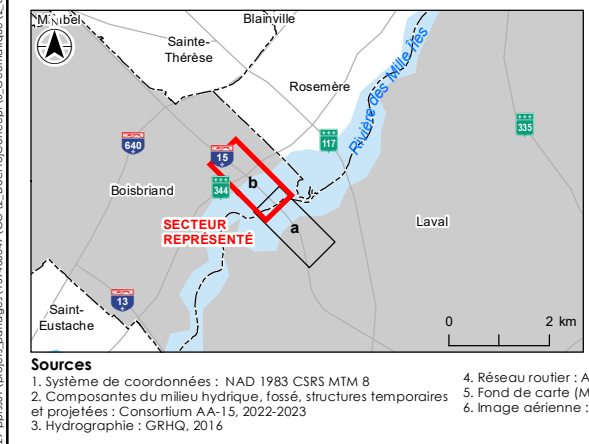 Blainville
Sainte-
Thérèse
Rosemère
Rivière des Mille Îles
640
15
117
335
344
b
Boisbriand
SECTEUR
REPRÉSENTÉ
a
Laval
13
Saint-
Eustache
0 2 km
Sources
1. Système de coordonnées : NAD 1983 CSRS MTM 8
2. Composantes du milieu hydrique, fossé, structures temporaires
et projetées : Consortium AA-15, 2022-2023
3. Hydrographie : GRHQ, 2016
4. Réseau routier : A
5. Fond de carte (M
6. Image aérienne :